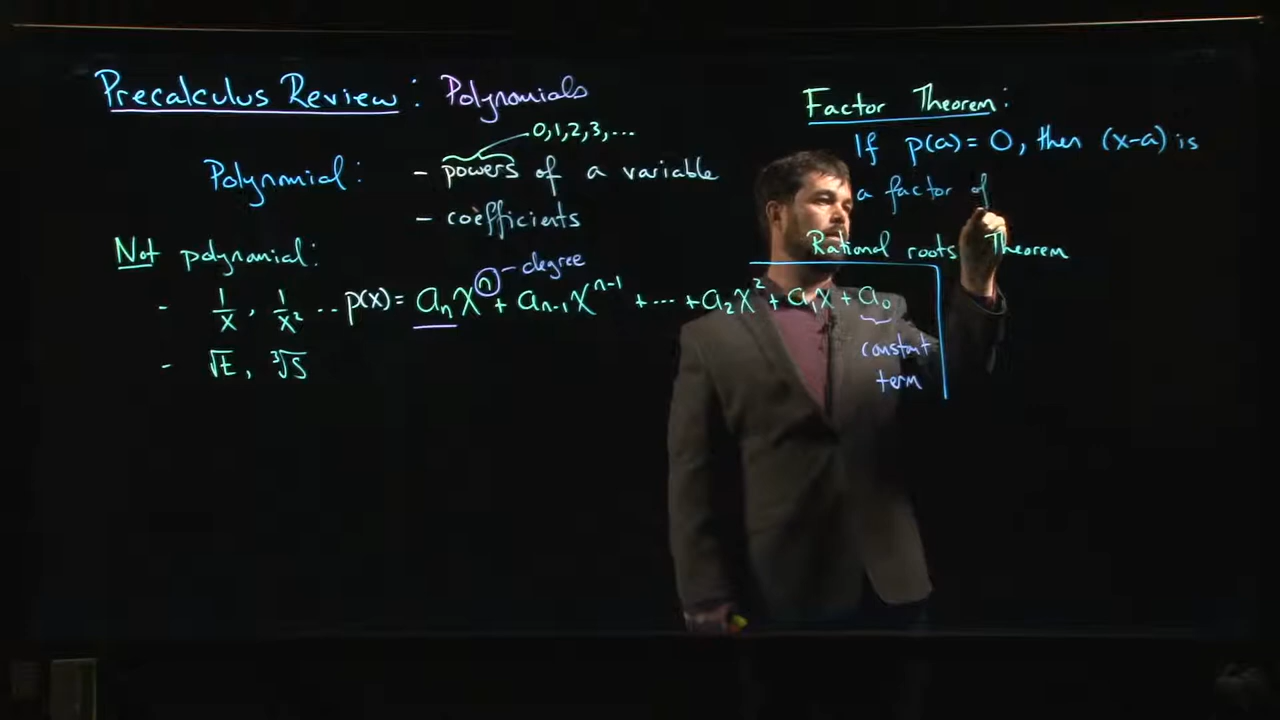 Precalculus Review: Polynomials
0,1,2,3,...
Polynomial: - powers of a variable
- coefficients
Not polynomial:
- 1/x, 1/x² ...
- √t, ³√s
degree
p(x) = aₙxⁿ + aₙ₋₁xⁿ⁻¹ + ... + a₂x² + a₁x + a₀
constant
term
Factor Theorem:
If p(a) = 0, then (x-a) is
a factor of
Rational roots Theorem